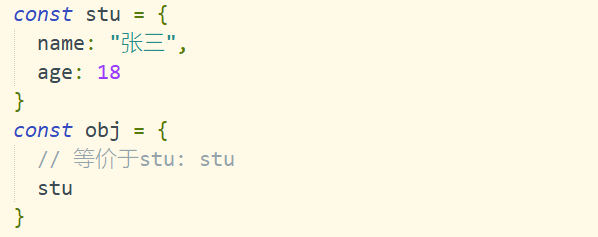 const stu = {
  name: "张三",
  age: 18
}
const obj = {
  // 等价于stu: stu
  stu
}